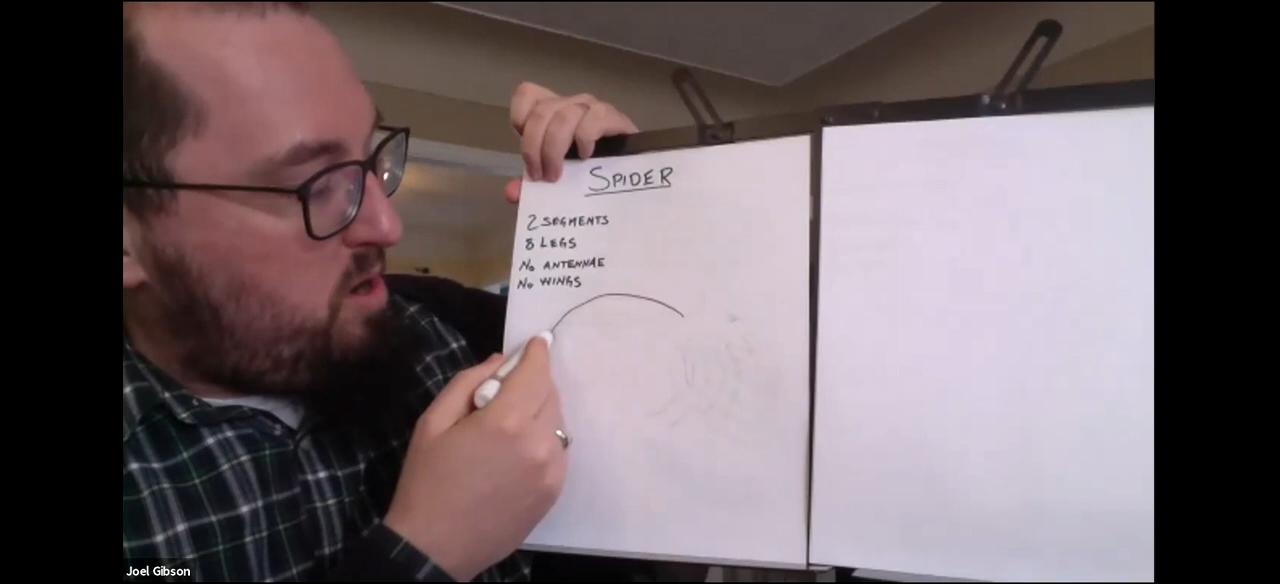 SPIDER
2 SEGMENTS
8 LEGS
No ANTENNAE
No WINGS
Joel Gibson